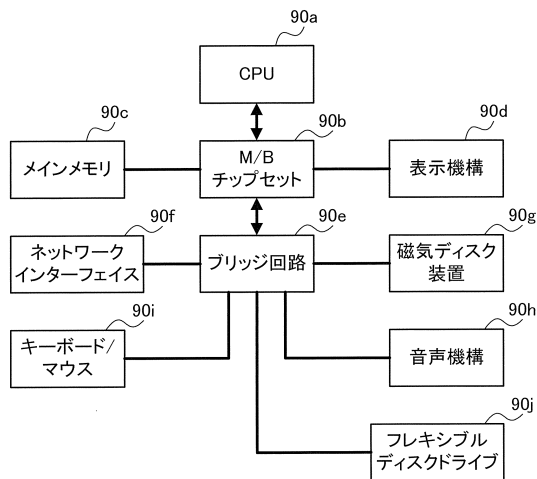 90a
CPU
90c
90b
90d
メインメモリ
M/B
チップセット
表示機構
90f
90e
90g
ネットワーク
インターフェイス
ブリッジ回路
磁気ディスク
装置
90i
90h
キーボード/
マウス
音声機構
90j
フレキシブル
ディスクドライブ